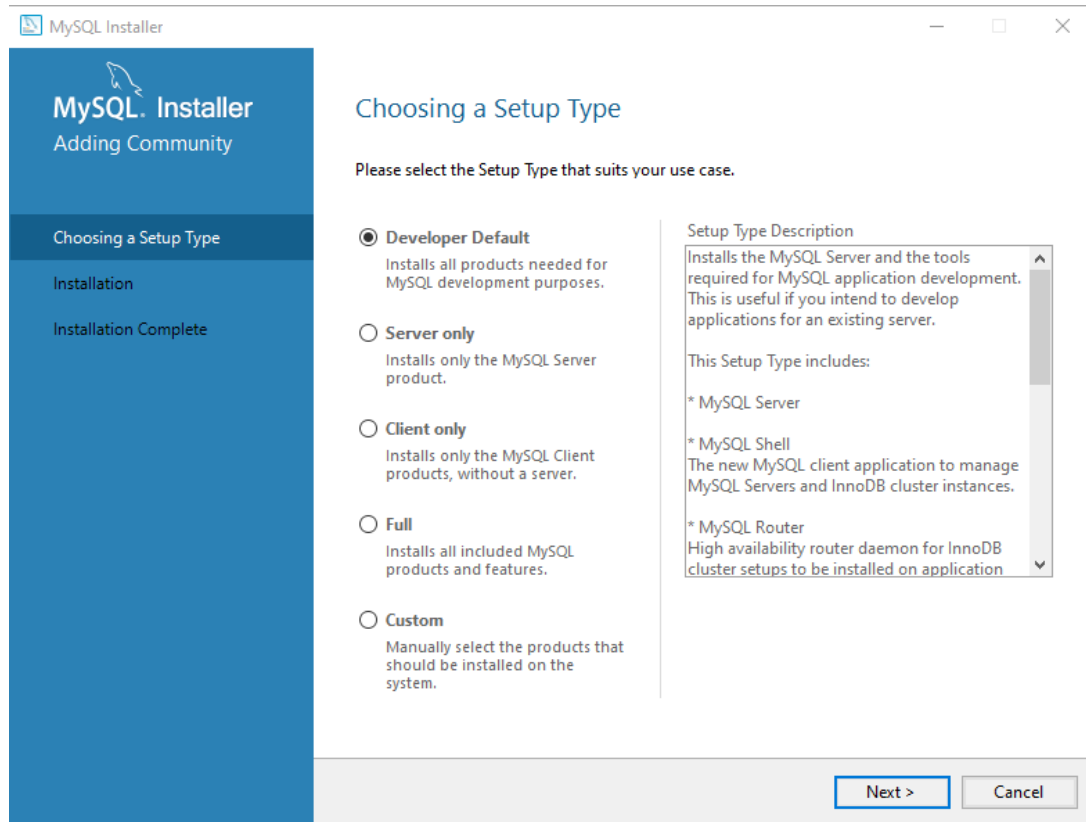 MySQL Installer
MySQL. Installer
Adding Community
Choosing a Setup Type
Installation
Installation Complete
Choosing a Setup Type
Please select the Setup Type that suits your use case.
Developer Default
Installs all products needed for
MySQL development purposes.
Server only
Installs only the MySQL Server
product.
Client only
Installs only the MySQL Client
products, without a server.
Full
Installs all included MySQL
products and features.
Custom
Manually select the products that
should be installed on the
system.
Setup Type Description
Installs the MySQL Server and the tools
required for MySQL application development.
This is useful if you intend to develop
applications for an existing server.
This Setup Type includes:
* MySQL Server
* MySQL Shell
The new MySQL client application to manage
MySQL Servers and InnoDB cluster instances.
* MySQL Router
High availability router daemon for InnoDB
cluster setups to be installed on application
Next >
Cancel